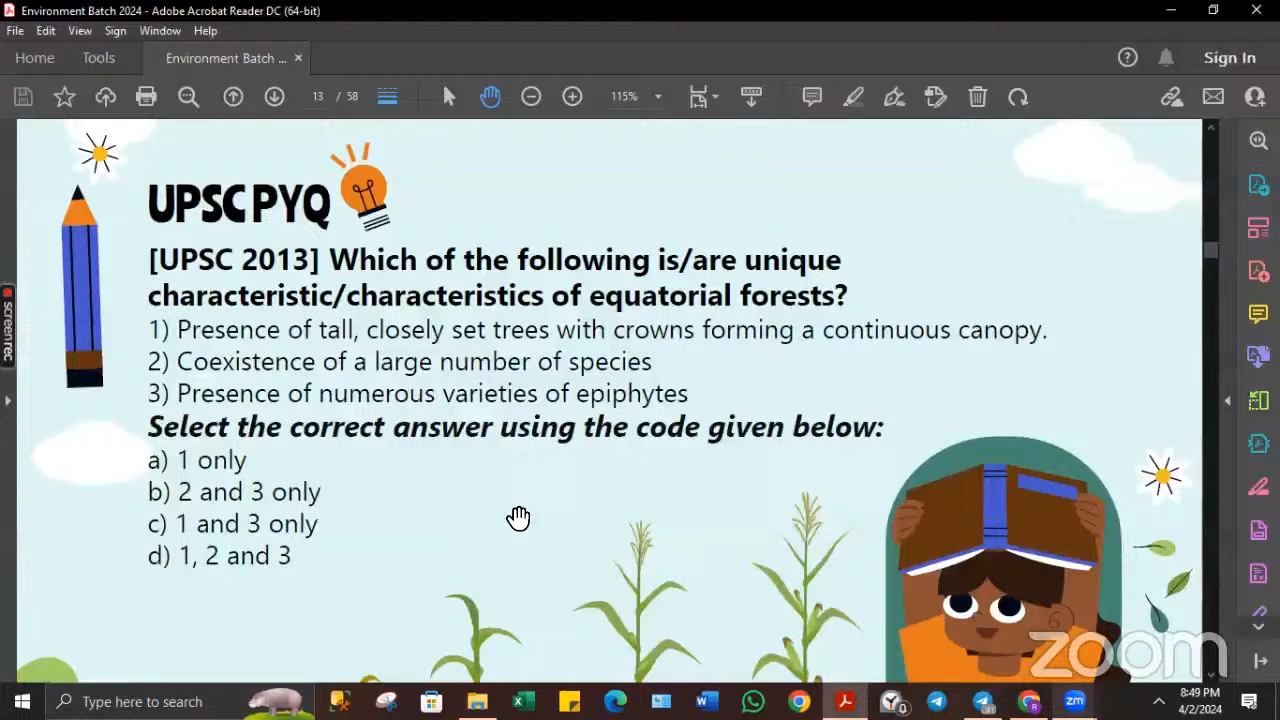 Environment Batch 2024 - Adobe Acrobat Reader DC (64-bit)
File Edit View Sign Window Help
Home Tools Environment Batch ... × Sign In
13 / 58 115%
UPSC PYQ
[UPSC 2013] Which of the following is/are unique
characteristic/characteristics of equatorial forests?
1) Presence of tall, closely set trees with crowns forming a continuous canopy.
2) Coexistence of a large number of species
3) Presence of numerous varieties of epiphytes
Select the correct answer using the code given below:
a) 1 only
b) 2 and 3 only
c) 1 and 3 only
d) 1, 2 and 3
screenrec
zoom
Type here to search
8:49 PM
4/2/2024